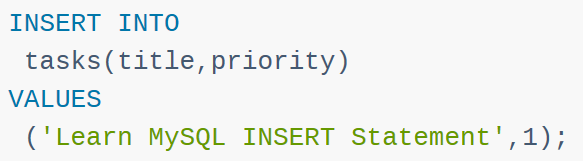 INSERT INTO
tasks(title,priority)
VALUES
('Learn MySQL INSERT Statement',1);